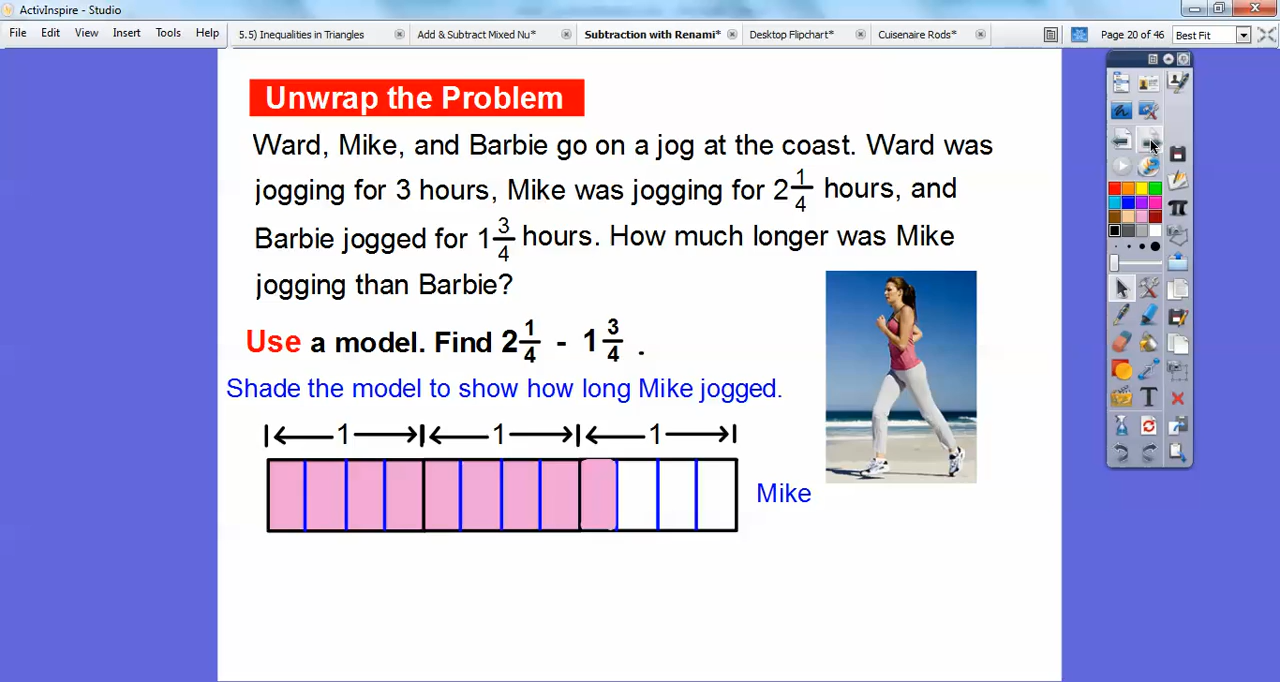 ActivInspire - Studio
File Edit View Insert Tools Help
5.5) Inequalities in Triangles Add & Subtract Mixed Nu* Subtraction with Renami* Desktop Flipchart* Cuisenaire Rods* Page 20 of 46 Best Fit
Unwrap the Problem
Ward, Mike, and Barbie go on a jog at the coast. Ward was
jogging for 3 hours, Mike was jogging for 2 1/4 hours, and
Barbie jogged for 1 3/4 hours. How much longer was Mike
jogging than Barbie?
Use a model. Find 2 1/4 - 1 3/4 .
Shade the model to show how long Mike jogged.
1 1 1
Mike